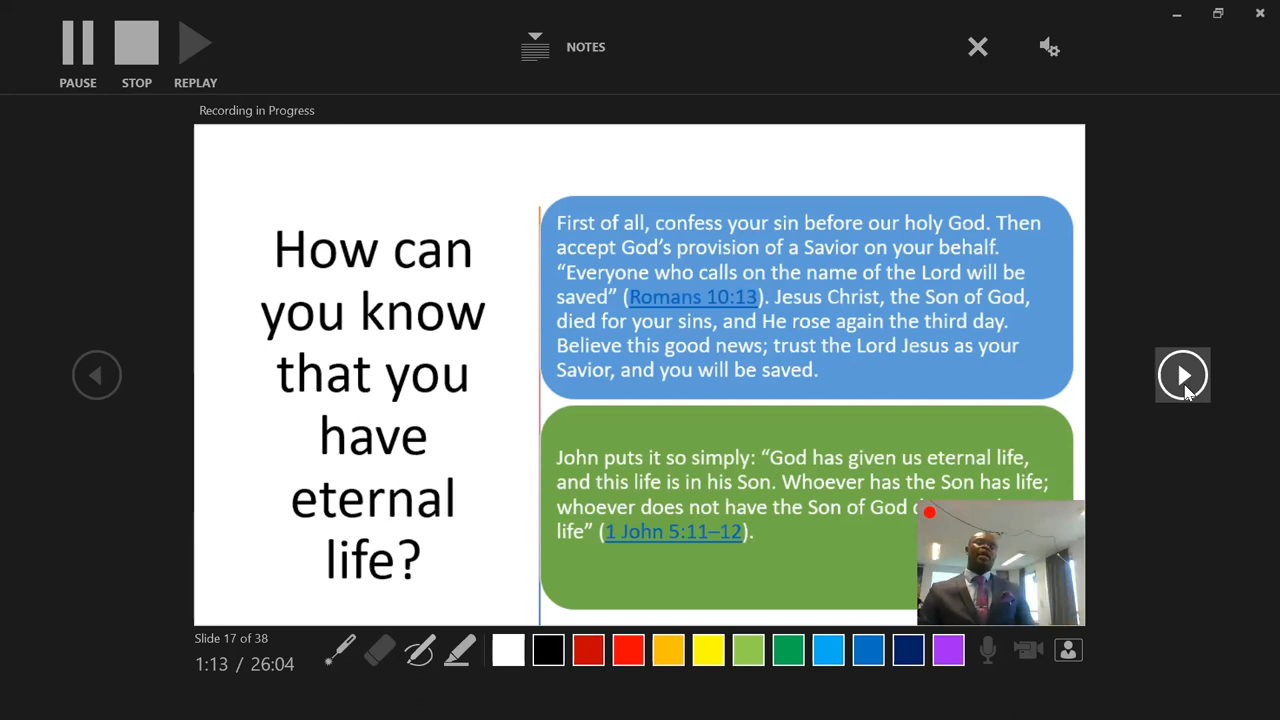 NOTES
PAUSE STOP REPLAY
Recording in Progress
How can
you know
that you
have
eternal
life?
First of all, confess your sin before our holy God. Then
accept God's provision of a Savior on your behalf.
“Everyone who calls on the name of the Lord will be
saved” (Romans 10:13). Jesus Christ, the Son of God,
died for your sins, and He rose again the third day.
Believe this good news; trust the Lord Jesus as your
Savior, and you will be saved.
John puts it so simply: “God has given us eternal life,
and this life is in his Son. Whoever has the Son has life;
whoever does not have the Son of God
life” (1 John 5:11–12).
Slide 17 of 38
1:13 / 26:04